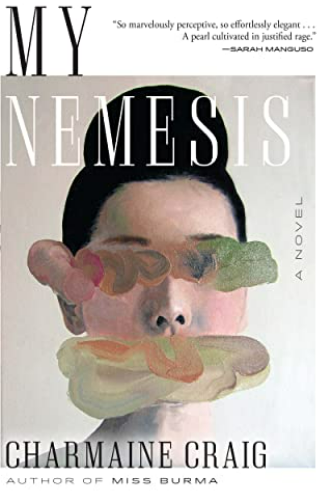 MY
“So marvelously perceptive, so effortlessly elegant . . .
A pearl cultivated in justified rage.”
—SARAH MANGUSO
NEMESIS
A NOVEL
CHARMAINE CRAIG
AUTHOR OF MISS BURMA